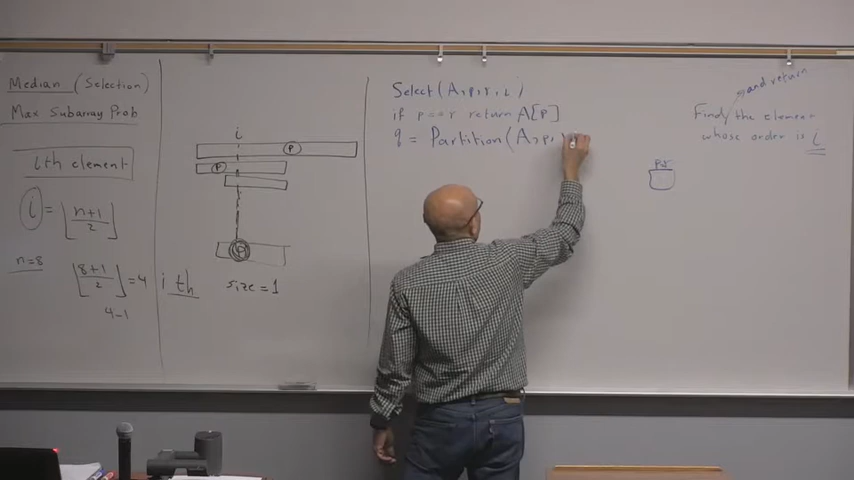 Median (Selection)
Max Subarray Prob
ith element
i = ⌊n+1/2⌋
n=8
⌊8+1/2⌋ = 4
4-1
i th
i
P
P
P
size = 1
Select(A,p,r,i)
if p==r return A[p]
q = Partition(A,p,r
and return
Find the element
whose order is i
pr